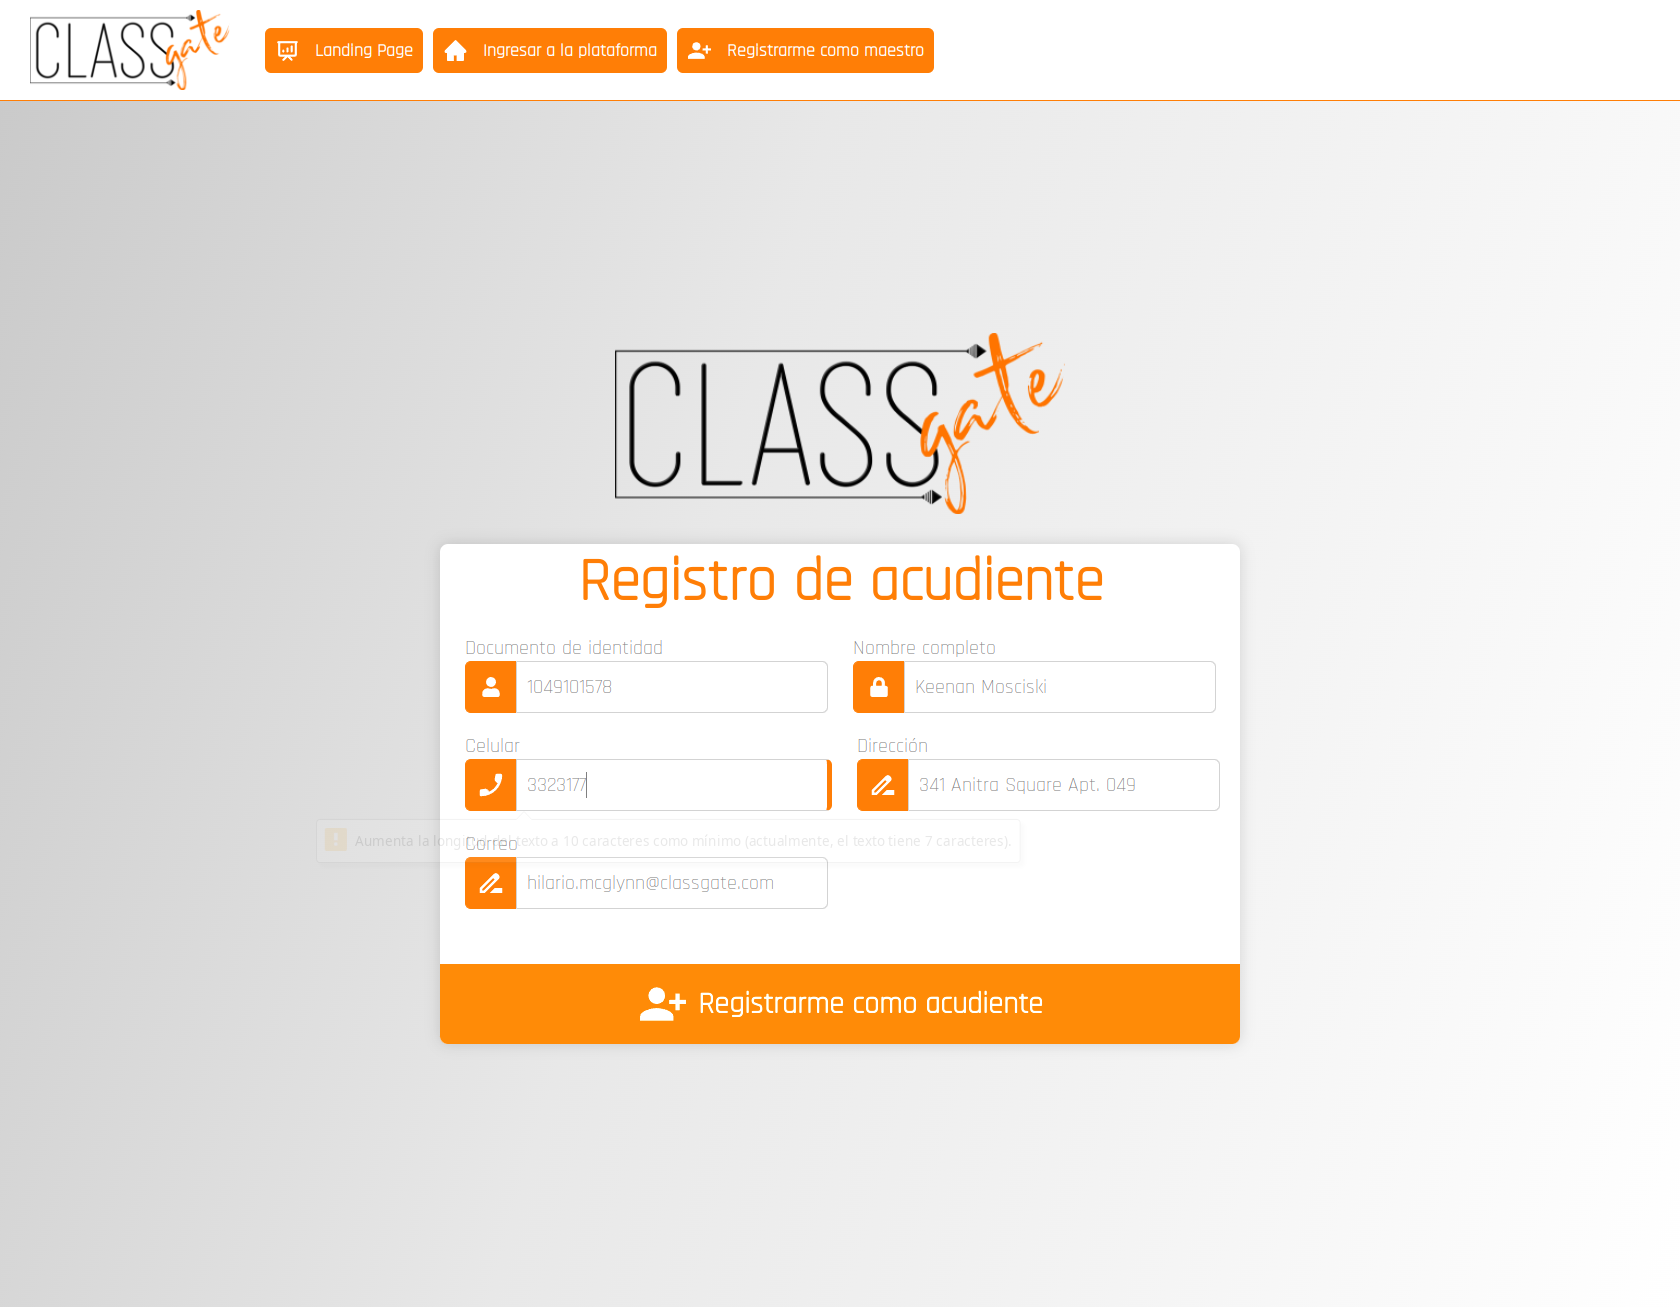 CLASSgate
Landing Page
Ingresar a la plataforma
Registrarme como maestro
CLASSgate
Registro de acudiente
Documento de identidad
Nombre completo
1049101578
Keenan Mosciski
Celular
Dirección
3323177
341 Anitra Square Apt. 049
Aumenta la longitud del texto a 10 caracteres como mínimo (actualmente, el texto tiene 7 caracteres).
Correo
hilario.mcglynn@classgate.com
Registrarme como acudiente